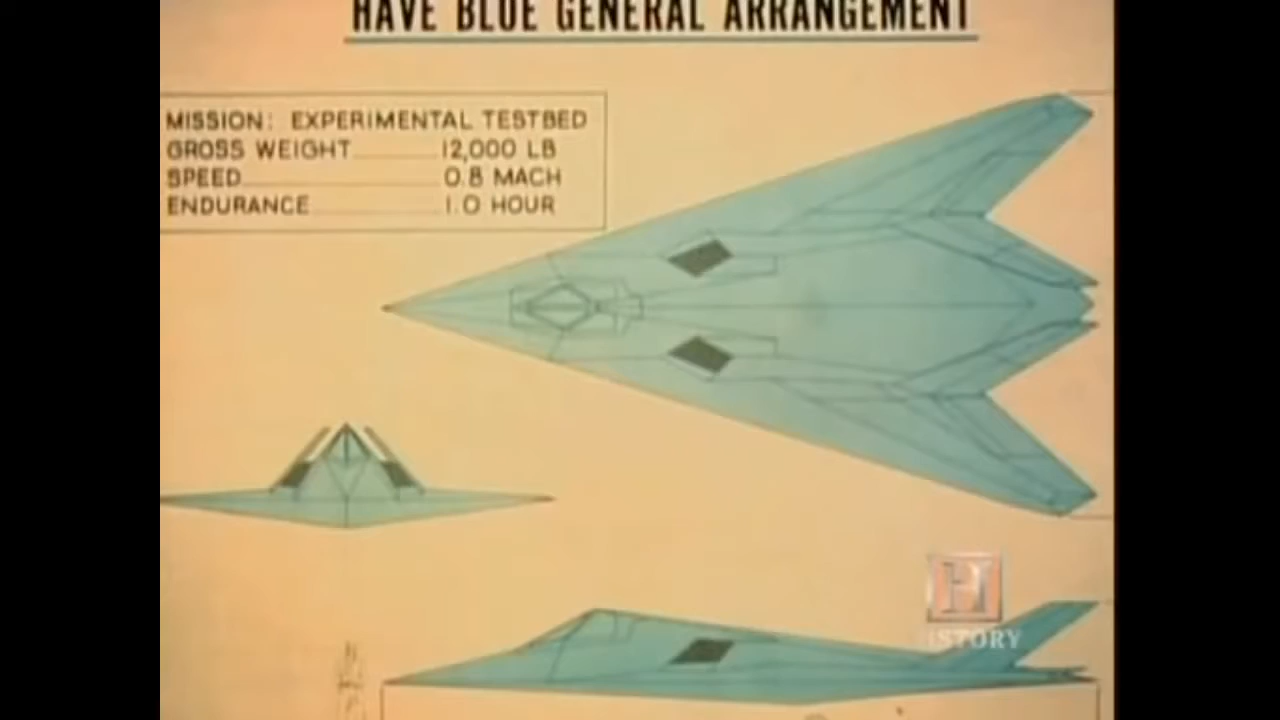 HAVE BLUE GENERAL ARRANGEMENT
MISSION: EXPERIMENTAL TESTBED
GROSS WEIGHT 12,000 LB
SPEED 0.8 MACH
ENDURANCE 1.0 HOUR
H
HISTORY